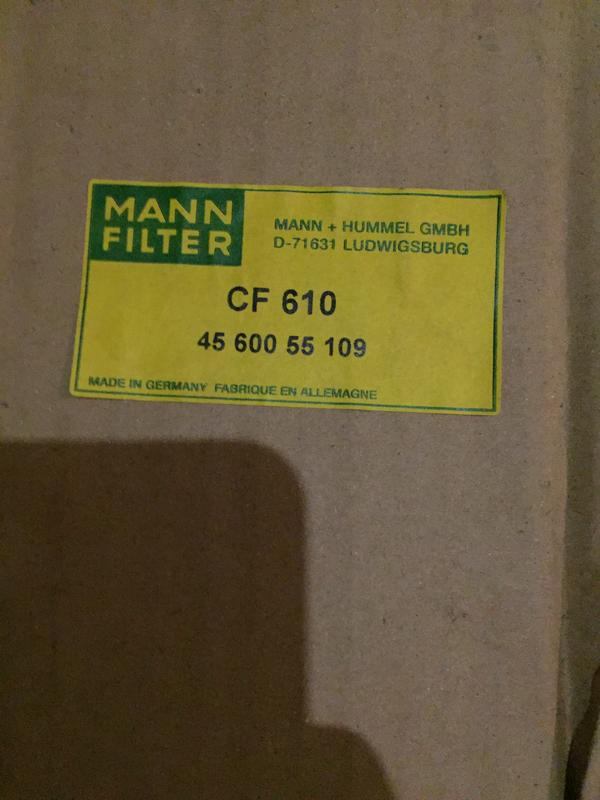 MANN
FILTER
MANN + HUMMEL GMBH
D-71631 LUDWIGSBURG
CF 610
45 600 55 109
MADE IN GERMANY FABRIQUE EN ALLEMAGNE